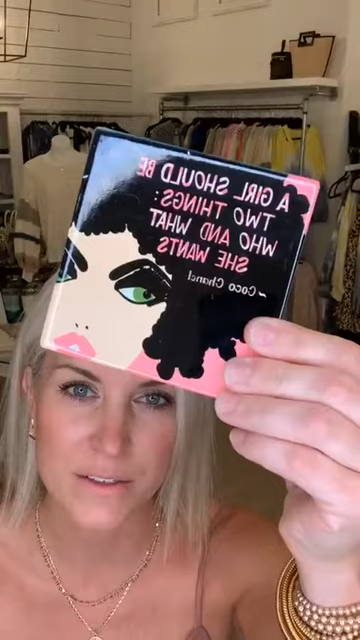 A GIRL SHOULD BE
TWO THINGS:
WHO AND WHAT
SHE WANTS
~Coco Chanel